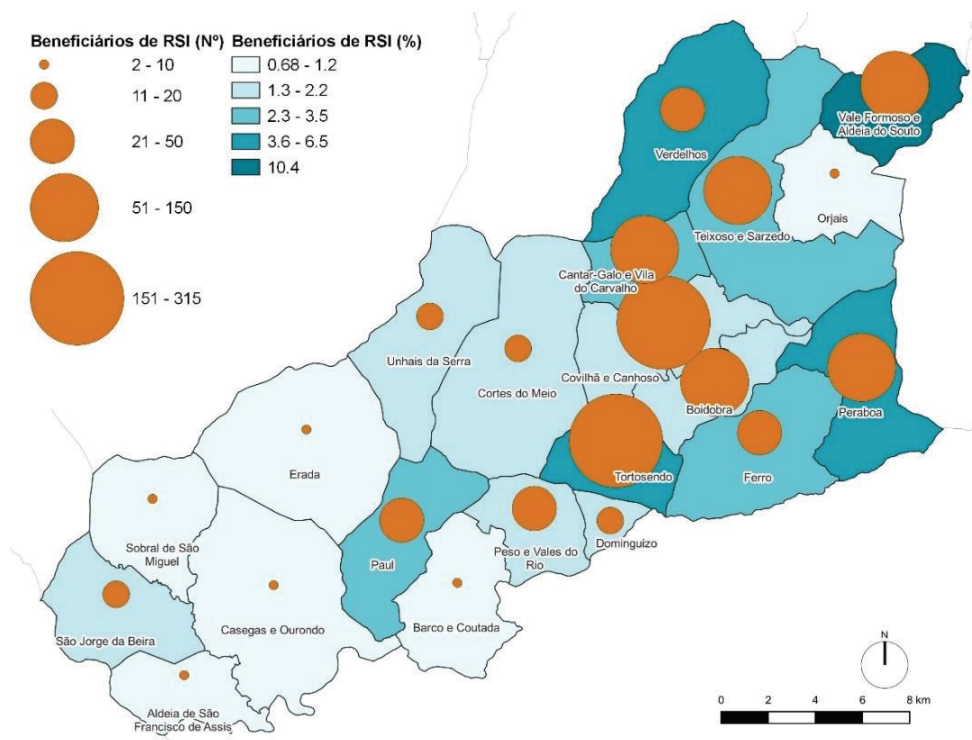 Beneficiários de RSI (Nº)
2 - 10
11 - 20
21 - 50
51 - 150
151 - 315
Beneficiários de RSI (%)
0.68 - 1.2
1.3 - 2.2
2.3 - 3.5
3.6 - 6.5
10.4
Vale Formoso e
Aldeia do Souto
Verdelhos
Orjais
Teixoso e Sarzedo
Cantar-Galo e Vila
do Carvalho
Unhais da Serra
Cortes do Meio
Covilhã e Canhoso
Boidobra
Peraboa
Erada
Tortosendo
Ferro
Sobral de São
Miguel
Paul
Peso e Vales do
Rio
Dominguizo
São Jorge da Beira
Casegas e Ourondo
Barco e Coutada
Aldeia de São
Francisco de Assis
N
0 2 4 6 8 km